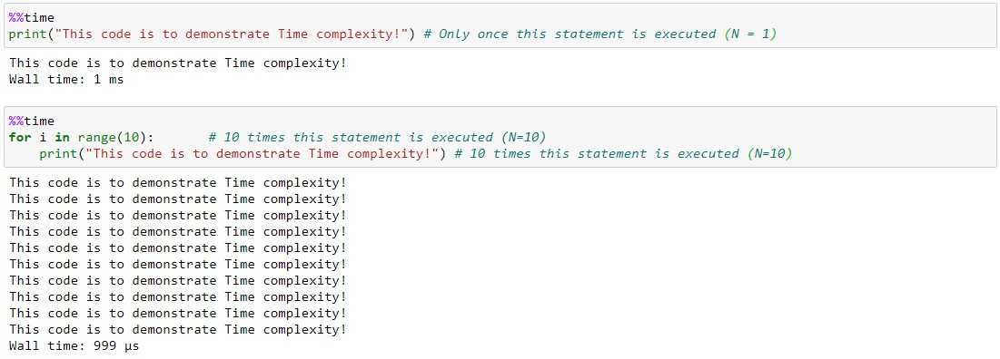 %%time
print("This code is to demonstrate Time complexity!") # Only once this statement is executed (N = 1)
This code is to demonstrate Time complexity!
Wall time: 1 ms
%%time
for i in range(10):       # 10 times this statement is executed (N=10)
    print("This code is to demonstrate Time complexity!") # 10 times this statement is executed (N=10)
This code is to demonstrate Time complexity!
This code is to demonstrate Time complexity!
This code is to demonstrate Time complexity!
This code is to demonstrate Time complexity!
This code is to demonstrate Time complexity!
This code is to demonstrate Time complexity!
This code is to demonstrate Time complexity!
This code is to demonstrate Time complexity!
This code is to demonstrate Time complexity!
This code is to demonstrate Time complexity!
Wall time: 999 µs